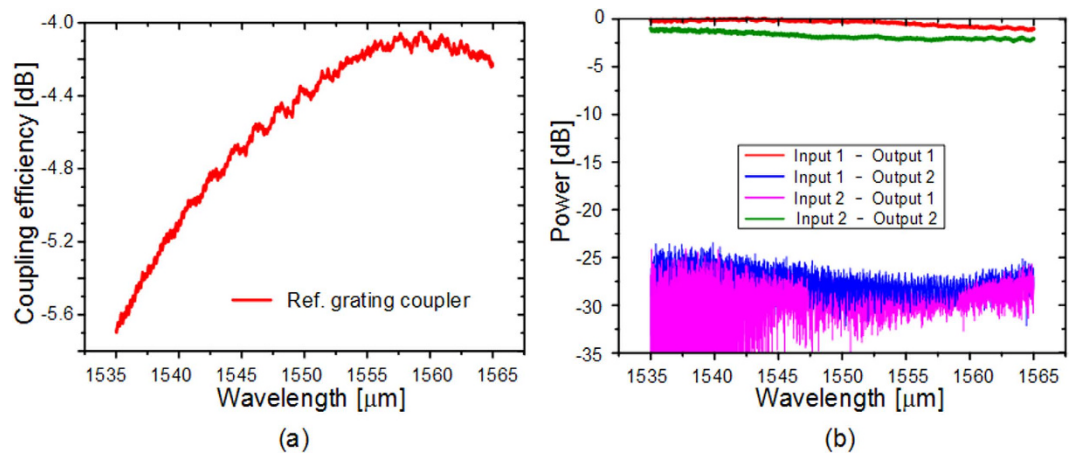 -4.0
-4.4
-4.8
-5.2
-5.6
Coupling efficiency [dB]
Ref. grating coupler
1535 1540 1545 1550 1555 1560 1565
Wavelength [μm]
(a)
0
-5
-10
-15
-20
-25
-30
-35
Power [dB]
Input 1 - Output 1
Input 1 - Output 2
Input 2 - Output 1
Input 2 - Output 2
1535 1540 1545 1550 1555 1560 1565
Wavelength [μm]
(b)